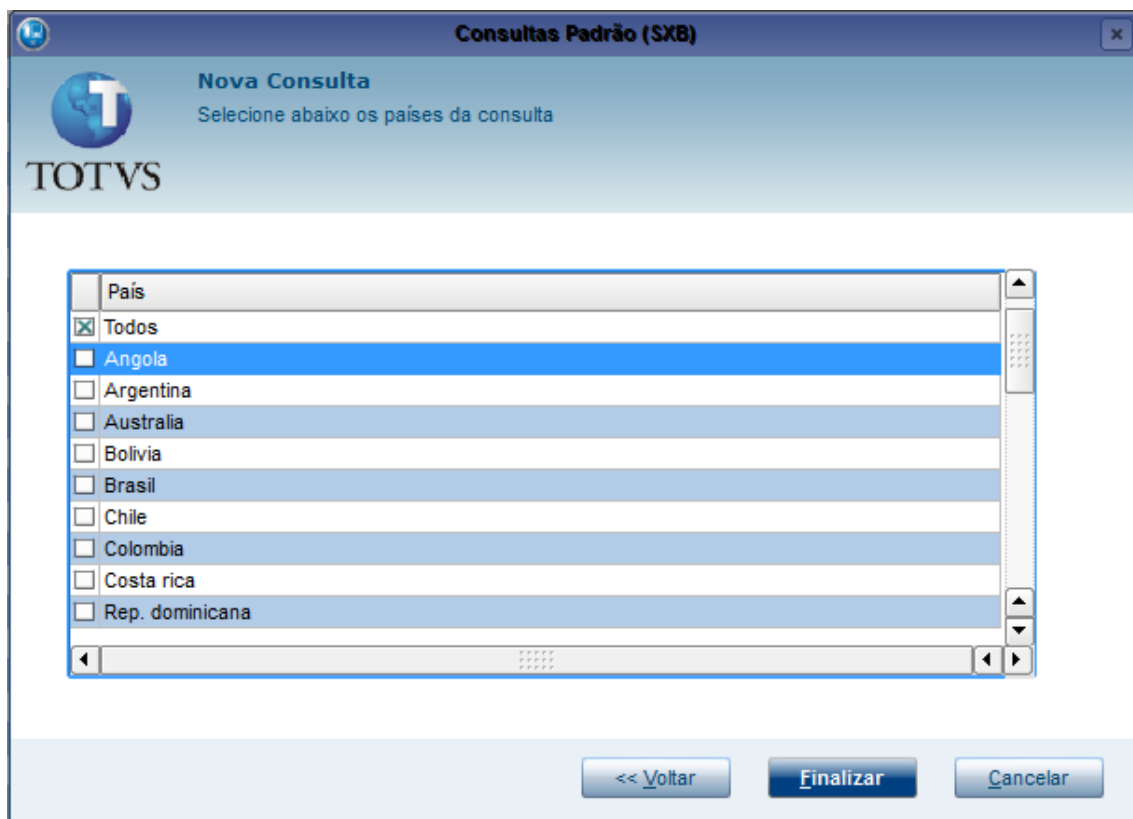 Consultas Padrão (SXB)
Nova Consulta
Selecione abaixo os países da consulta
TOTVS
País
Todos
Angola
Argentina
Australia
Bolivia
Brasil
Chile
Colombia
Costa rica
Rep. dominicana
<< Voltar
Finalizar
Cancelar